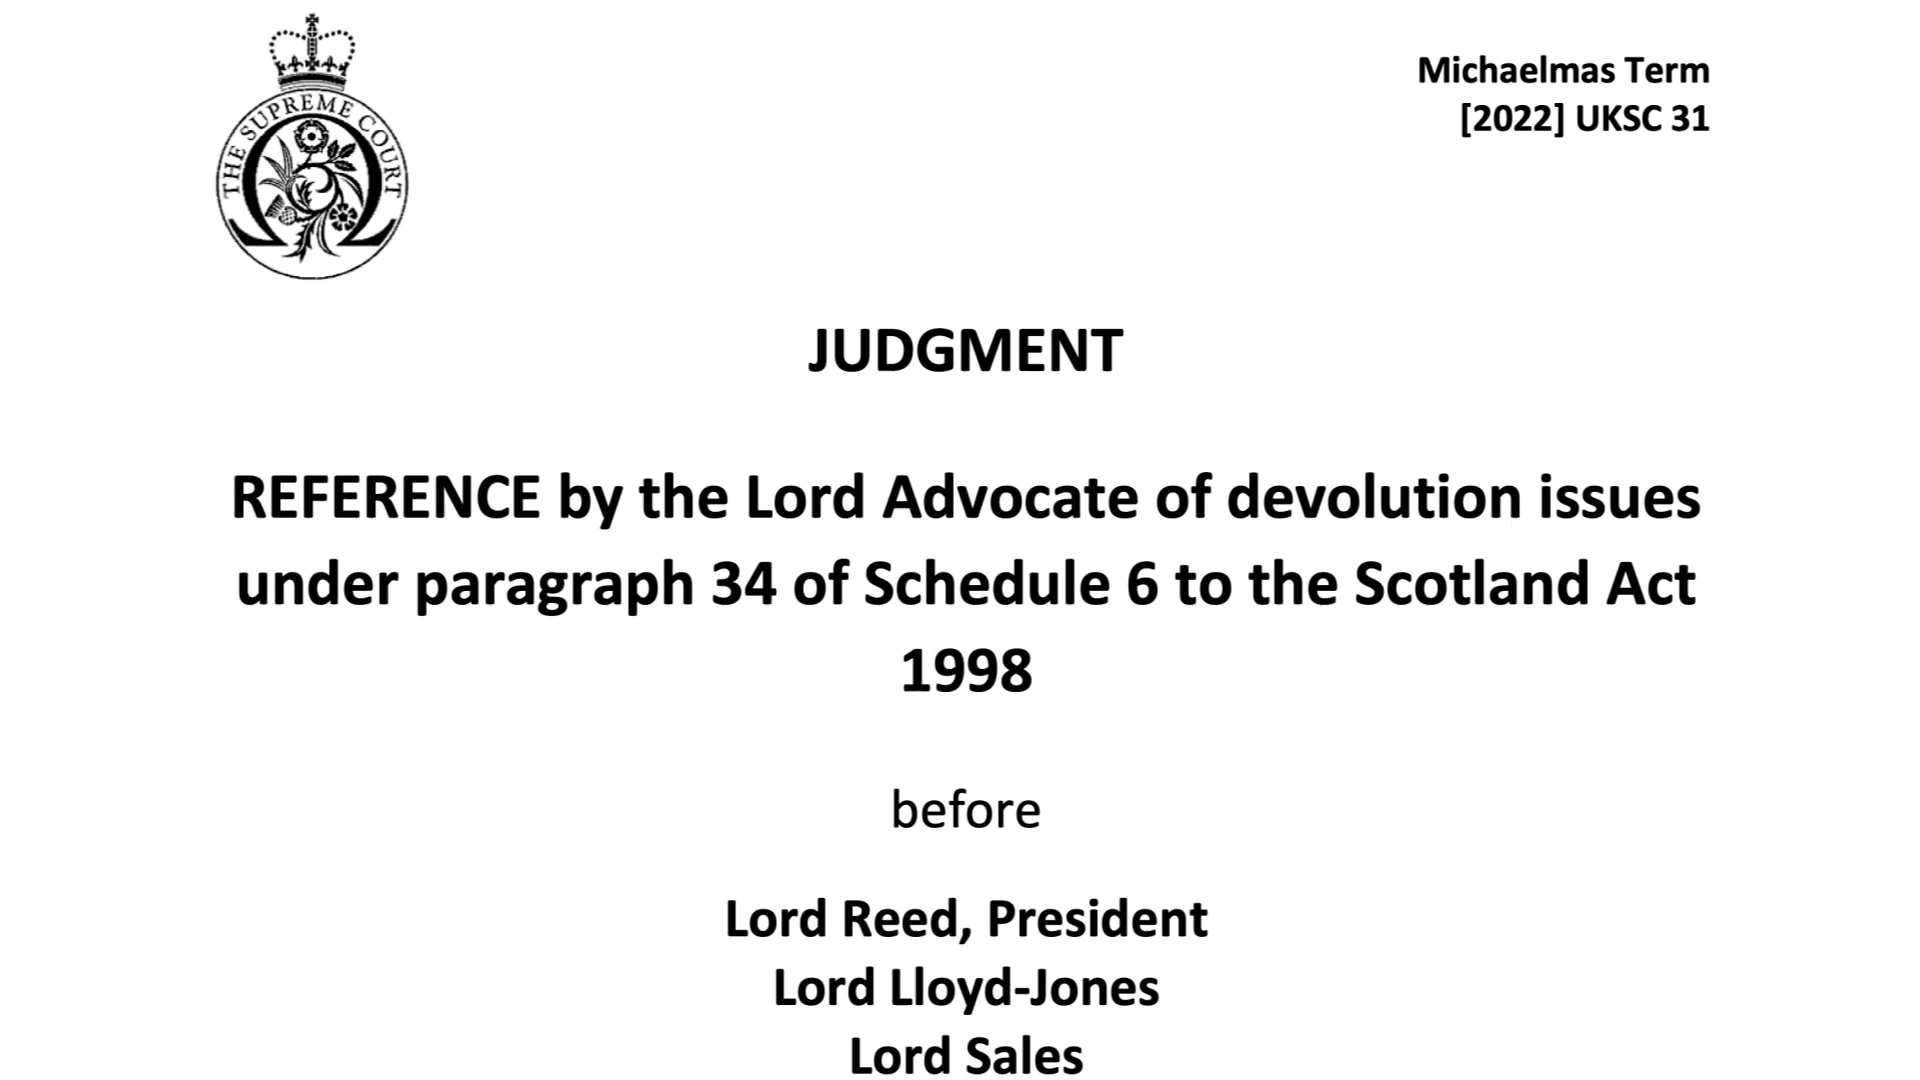 THE SUPREME COURT
Michaelmas Term
[2022] UKSC 31
JUDGMENT
REFERENCE by the Lord Advocate of devolution issues
under paragraph 34 of Schedule 6 to the Scotland Act
1998
before
Lord Reed, President
Lord Lloyd-Jones
Lord Sales